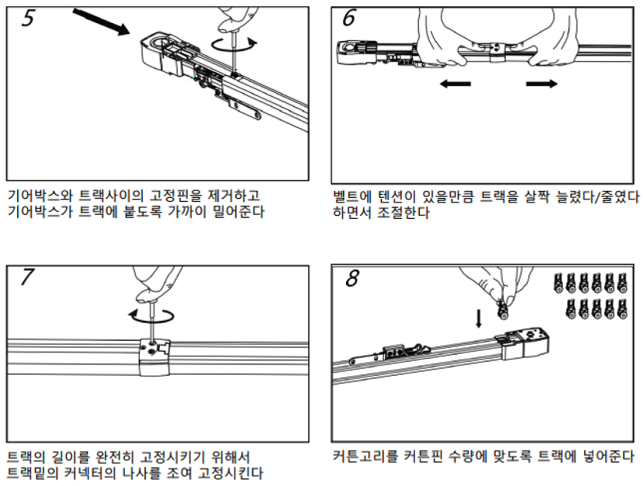 5
기어박스와 트랙사이의 고정핀을 제거하고
기어박스가 트랙에 붙도록 가까이 밀어준다
6
벨트에 텐션이 있을만큼 트랙을 살짝 늘렸다/줄였다
하면서 조절한다
7
트랙의 길이를 완전히 고정시키기 위해서
트랙밑의 커넥터의 나사를 조여 고정시킨다
8
커튼고리를 커튼핀 수량에 맞도록 트랙에 넣어준다